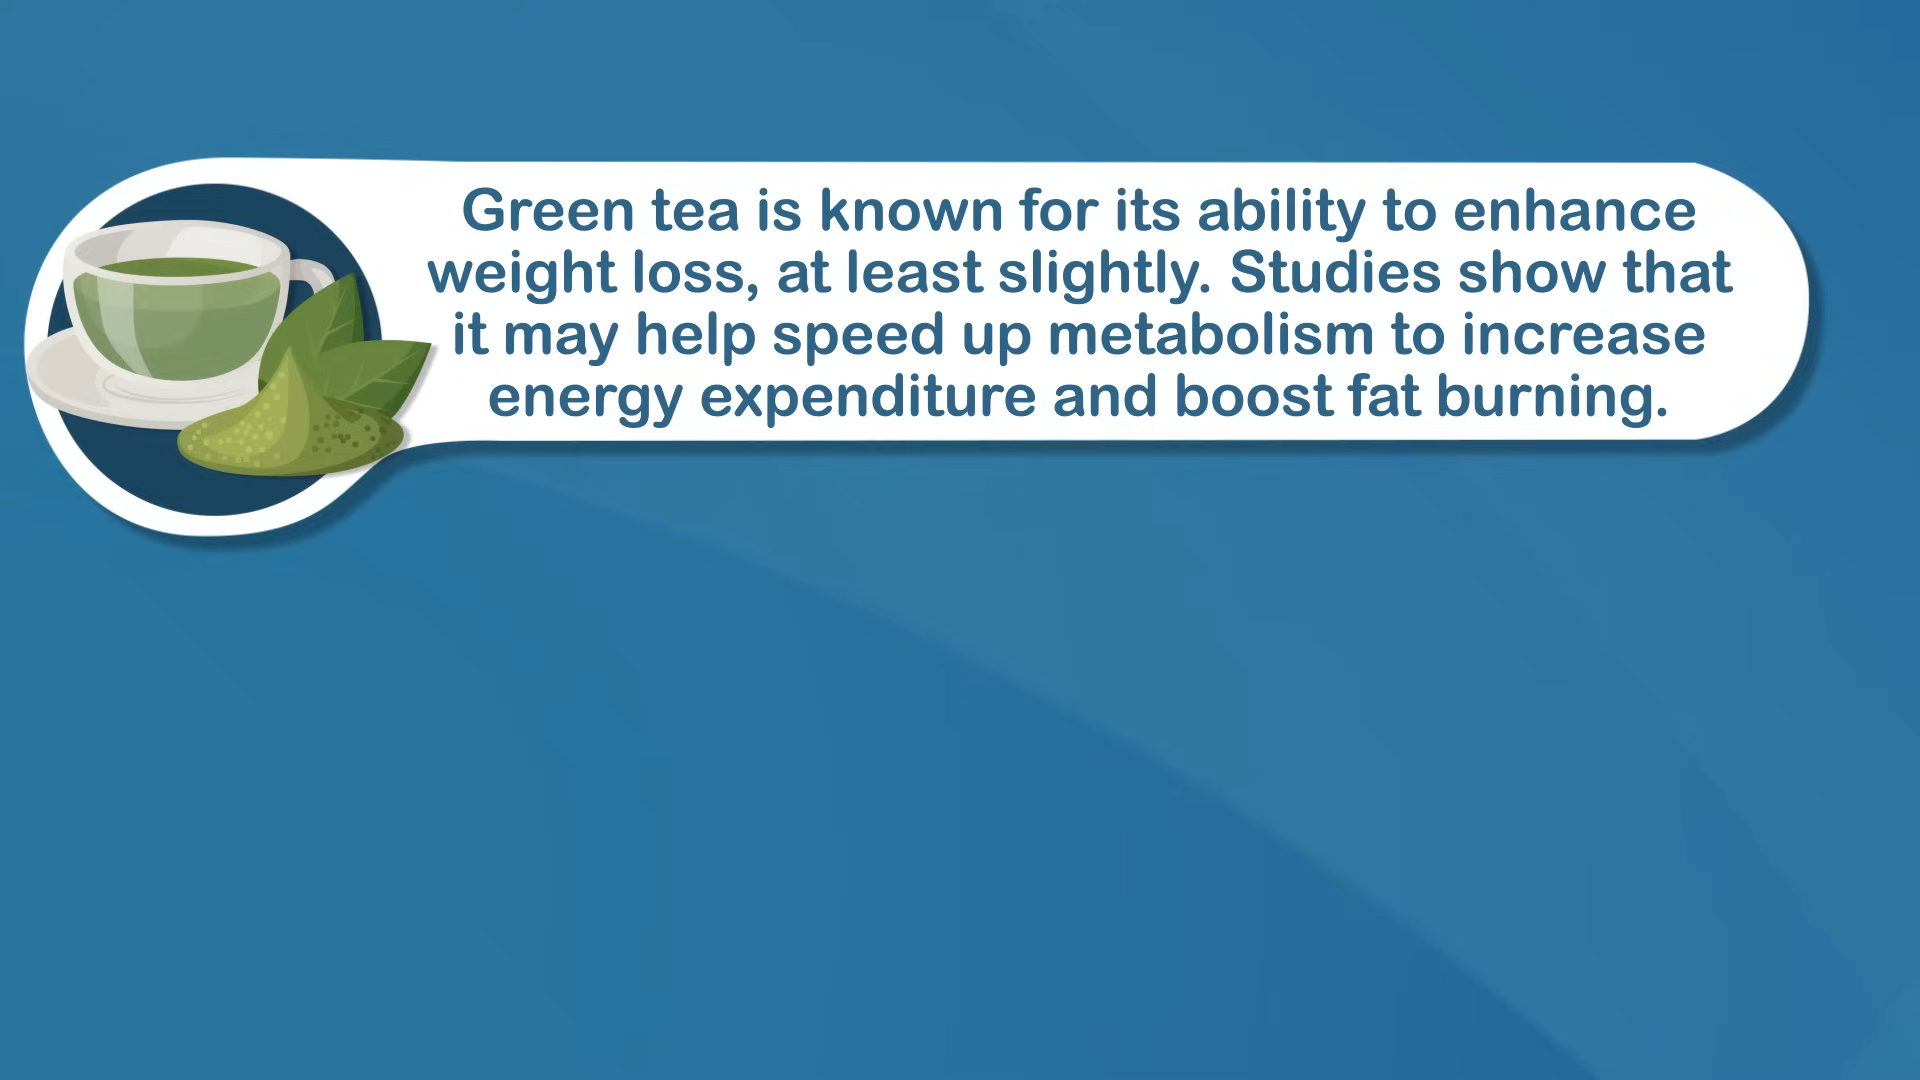 Green tea is known for its ability to enhance
weight loss, at least slightly. Studies show that
it may help speed up metabolism to increase
energy expenditure and boost fat burning.